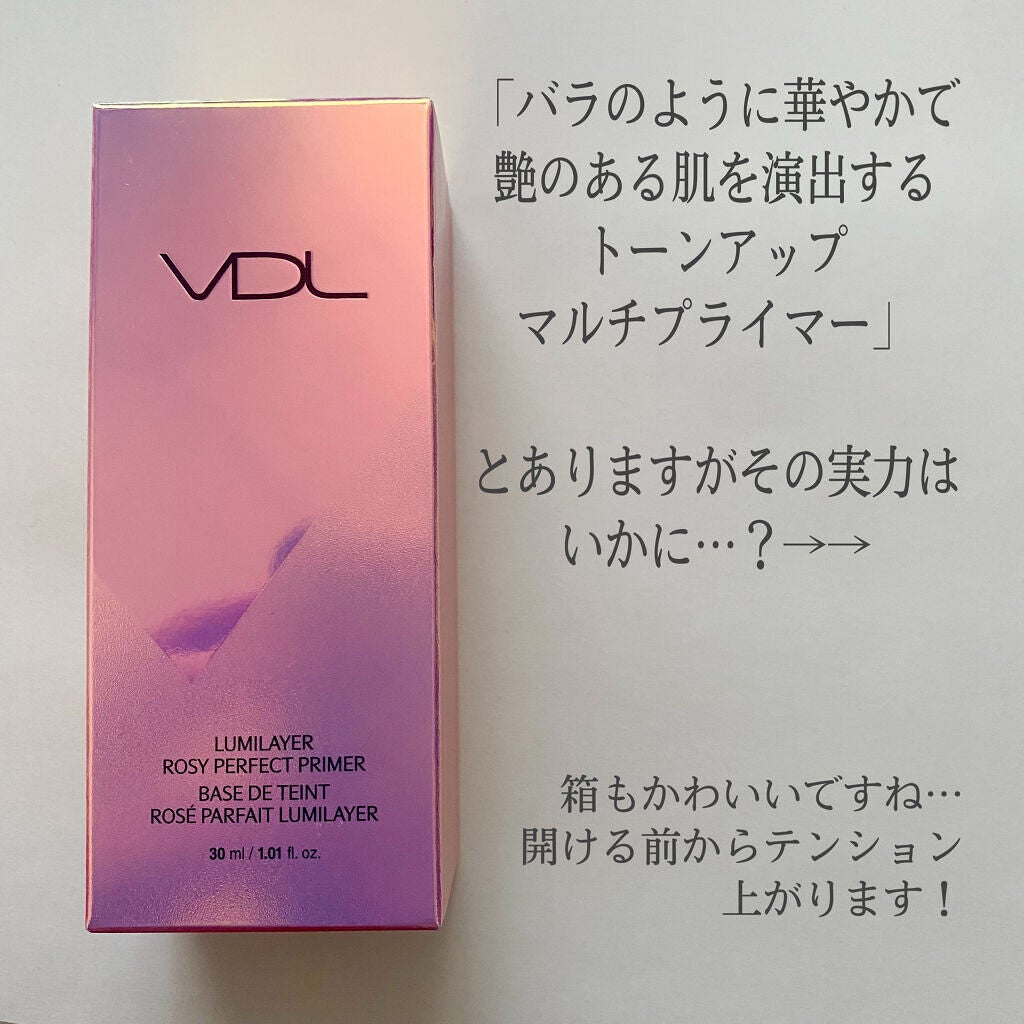 VDL
LUMILAYER
ROSY PERFECT PRIMER
BASE DE TEINT
ROSÉ PARFAIT LUMILAYER
30 ml / 1.01 fl. oz.
「バラのように華やかで
艶のある肌を演出する
トーンアップ
マルチプライマー」
とありますがその実力は
いかに…？→→
箱もかわいいですね…
開ける前からテンション
上がります！